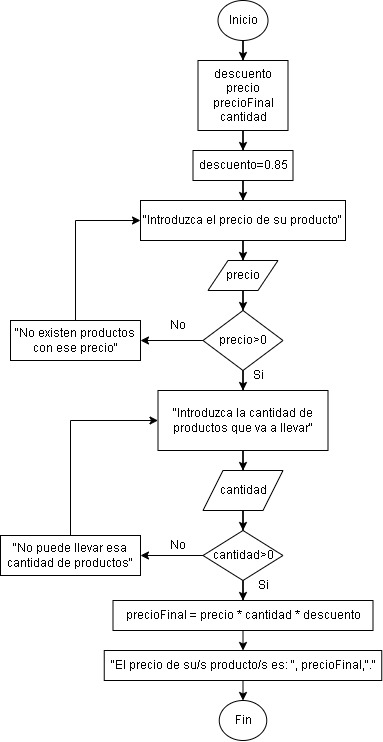 Inicio
descuento
precio
precioFinal
cantidad
descuento=0.85
"Introduzca el precio de su producto"
precio
No
"No existen productos
con ese precio"
precio>0
Si
"Introduzca la cantidad de
productos que va a llevar"
cantidad
No
"No puede llevar esa
cantidad de productos"
cantidad>0
Si
precioFinal = precio * cantidad * descuento
"El precio de su/s producto/s es: ", precioFinal,"."
Fin